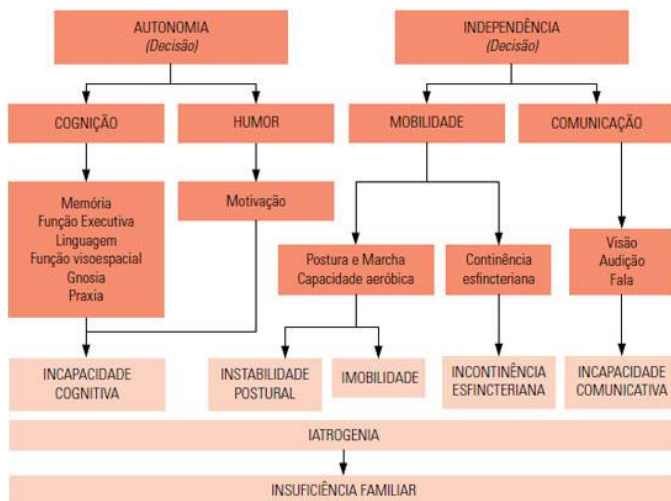 AUTONOMIA
(Decisão)
INDEPENDÊNCIA
(Decisão)
COGNIÇÃO
HUMOR
MOBILIDADE
COMUNICAÇÃO
Memória
Função Executiva
Linguagem
Função visoespacial
Gnosia
Praxia
Motivação
Postura e Marcha
Capacidade aeróbica
Continência
esfincteriana
Visão
Audição
Fala
INCAPACIDADE
COGNITIVA
INSTABILIDADE
POSTURAL
IMOBILIDADE
INCONTINÊNCIA
ESFINCTERIANA
INCAPACIDADE
COMUNICATIVA
IATROGENIA
INSUFICIÊNCIA FAMILIAR